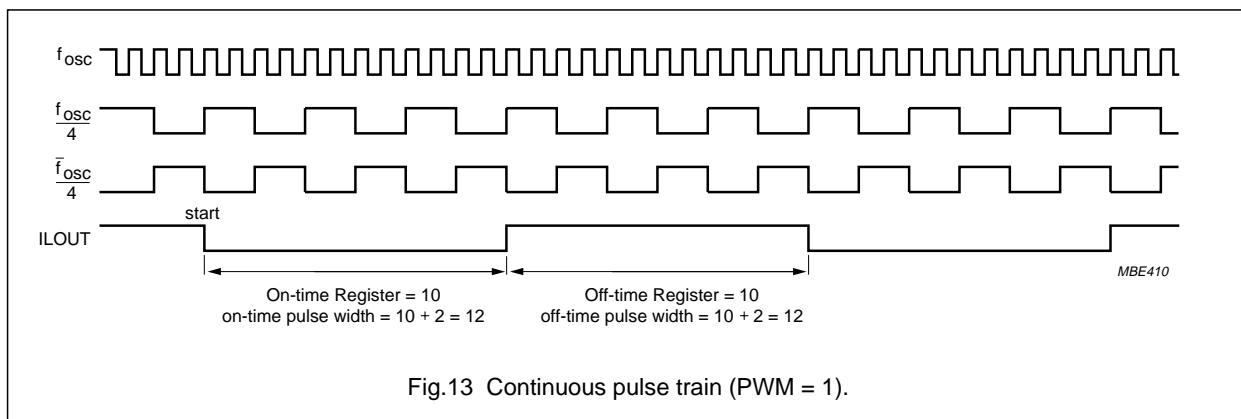 f osc
f osc
4
f̄ osc
4
start
ILOUT
MBE410
On-time Register = 10
on-time pulse width = 10 + 2 = 12
Off-time Register = 10
off-time pulse width = 10 + 2 = 12
Fig.13 Continuous pulse train (PWM = 1).